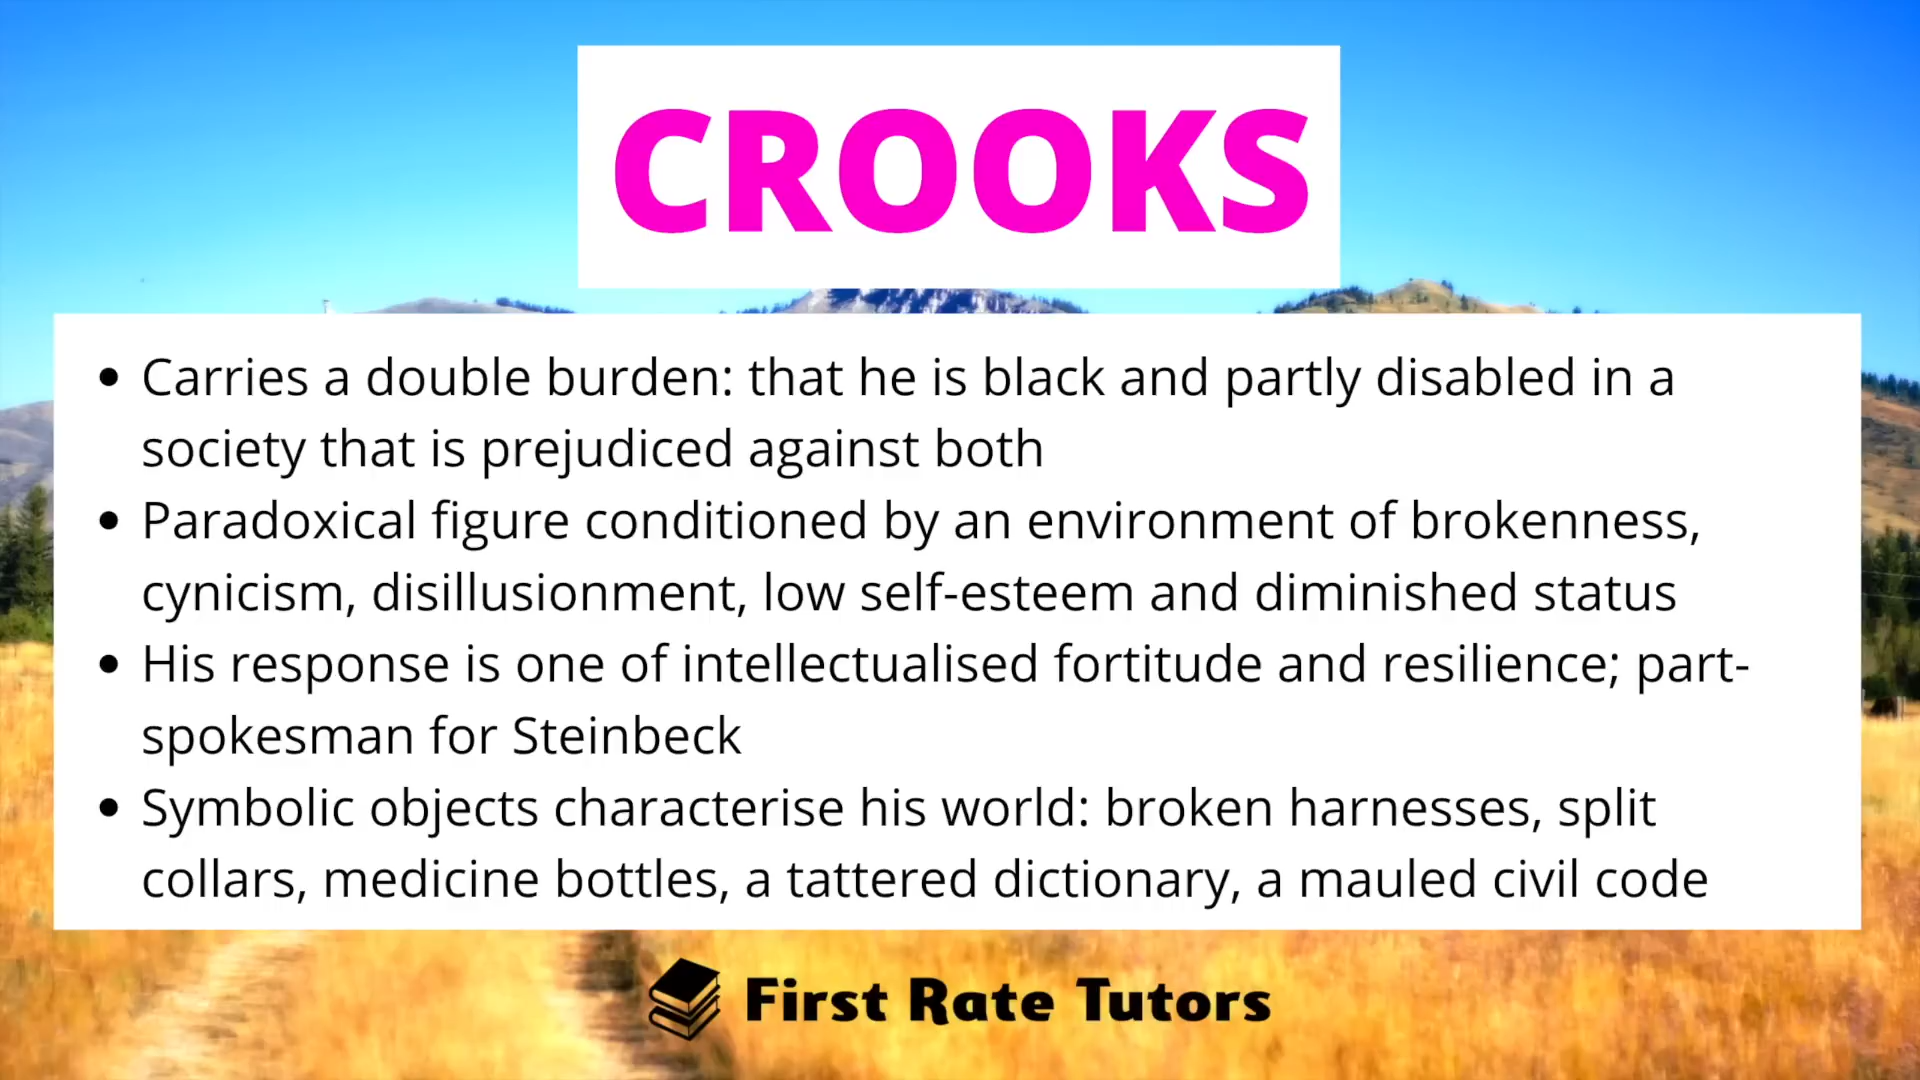 CROOKS
• Carries a double burden: that he is black and partly disabled in a
society that is prejudiced against both
• Paradoxical figure conditioned by an environment of brokenness,
cynicism, disillusionment, low self-esteem and diminished status
• His response is one of intellectualised fortitude and resilience; part-
spokesman for Steinbeck
• Symbolic objects characterise his world: broken harnesses, split
collars, medicine bottles, a tattered dictionary, a mauled civil code
First Rate Tutors